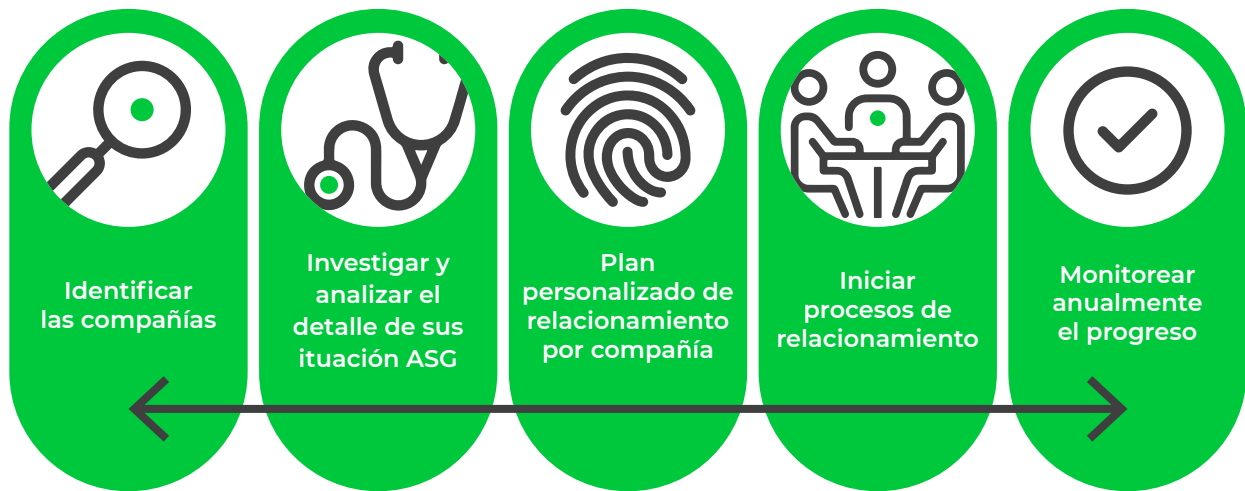 Identificar
las compañías
Investigar y
analizar el
detalle de sus
ituación ASG
Plan
personalizado de
relacionamiento
por compañía
Iniciar
procesos de
relacionamiento
Monitorear
anualmente
el progreso